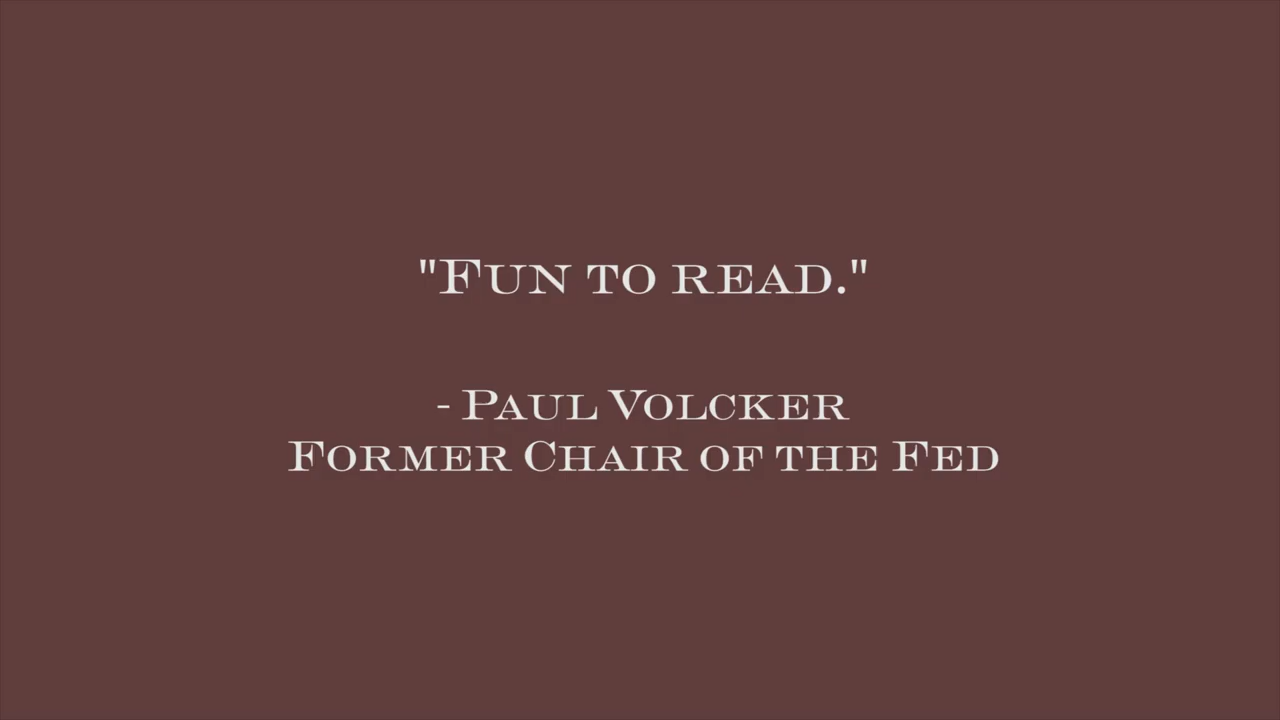 "Fun to read."
- Paul Volcker
Former Chair of the Fed